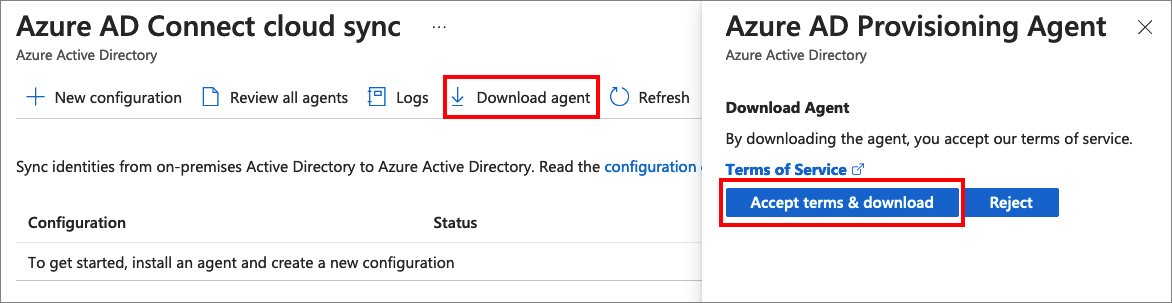 Azure AD Connect cloud sync ...
Azure Active Directory
New configuration Review all agents Logs Download agent Refresh
Sync identities from on-premises Active Directory to Azure Active Directory. Read the configuration
Configuration Status
To get started, install an agent and create a new configuration
Azure AD Provisioning Agent
Azure Active Directory
Download Agent
By downloading the agent, you accept our terms of service.
Terms of Service
Accept terms & download Reject